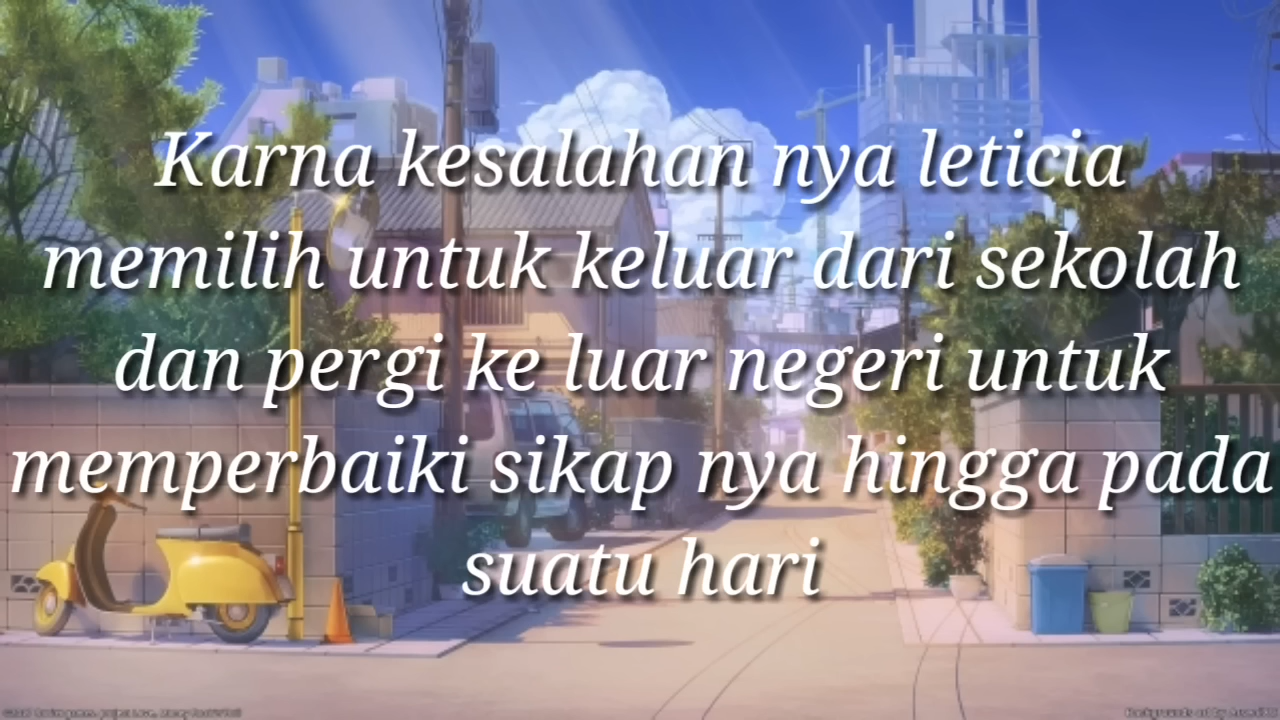 Karna kesalahan nya leticia
memilih untuk keluar dari sekolah
dan pergi ke luar negeri untuk
memperbaiki sikap nya hingga pada
suatu hari